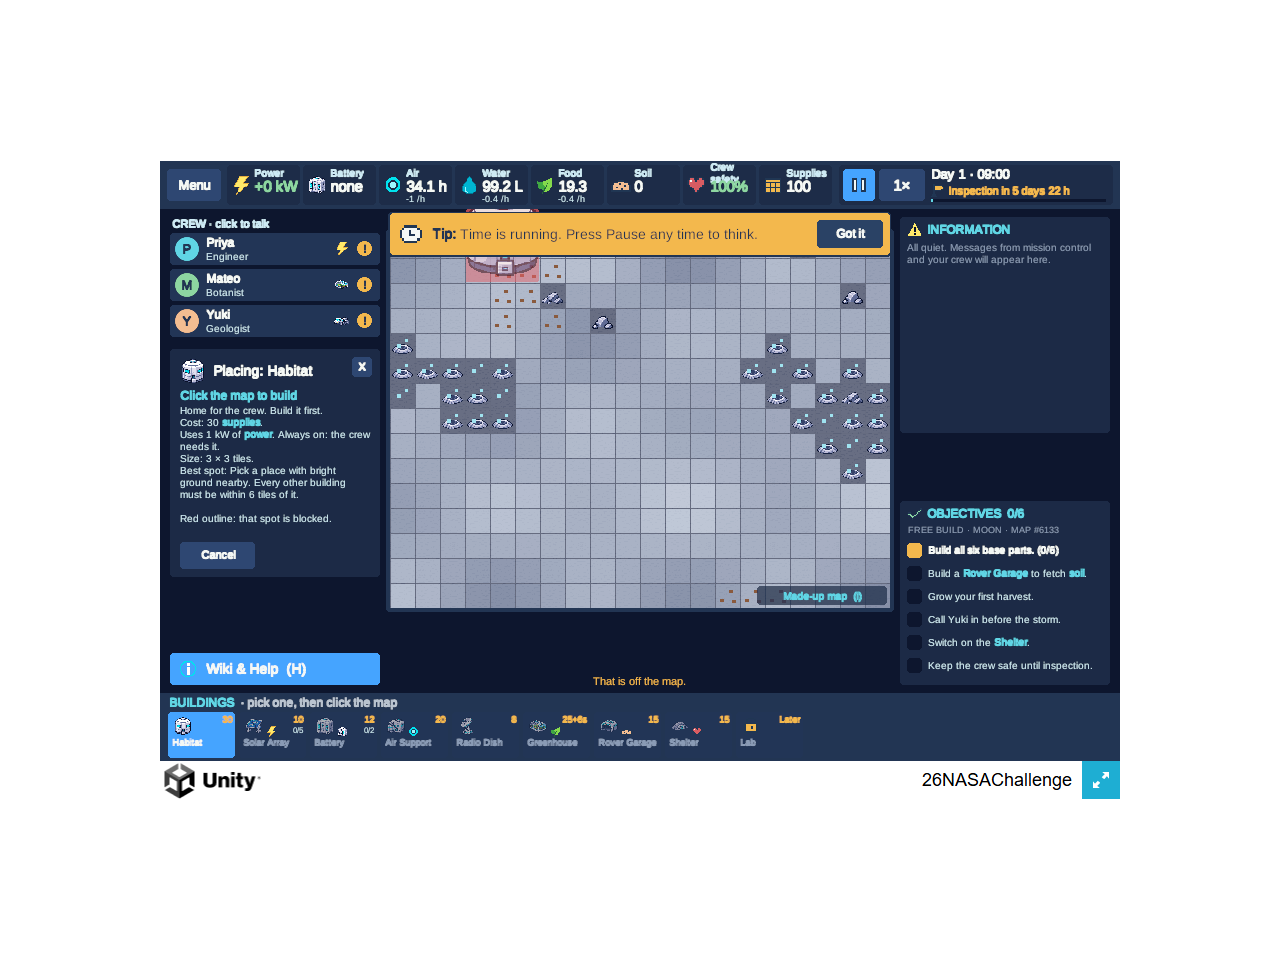 Menu
Power
+0 kW
Battery
none
Air
34.1 h
-1 /h
Water
99.2 L
-0.4 /h
Food
19.3
-0.4 /h
Soil
0
Crew safety
100%
Supplies
100
1×
Day 1 · 09:00
Inspection in 5 days 22 h
CREW · click to talk
P
Priya
Engineer
!
M
Mateo
Botanist
!
Y
Yuki
Geologist
!
Placing: Habitat
X
Click the map to build
Home for the crew. Build it first.
Cost: 30 supplies.
Uses 1 kW of power. Always on: the crew
needs it.
Size: 3 × 3 tiles.
Best spot: Pick a place with bright
ground nearby. Every other building
must be within 6 tiles of it.
Red outline: that spot is blocked.
Cancel
Wiki & Help (H)
Tip: Time is running. Press Pause any time to think.
Got it
Made-up map (I)
That is off the map.
INFORMATION
All quiet. Messages from mission control
and your crew will appear here.
OBJECTIVES 0/6
FREE BUILD · MOON · MAP #6133
Build all six base parts. (0/6)
Build a Rover Garage to fetch soil.
Grow your first harvest.
Call Yuki in before the storm.
Switch on the Shelter.
Keep the crew safe until inspection.
BUILDINGS · pick one, then click the map
30
Habitat
10
0/5
Solar Array
12
0/2
Battery
20
Air Support
8
Radio Dish
25+6s
Greenhouse
15
Rover Garage
15
Shelter
Later
Lab
Unity
26NASAChallenge